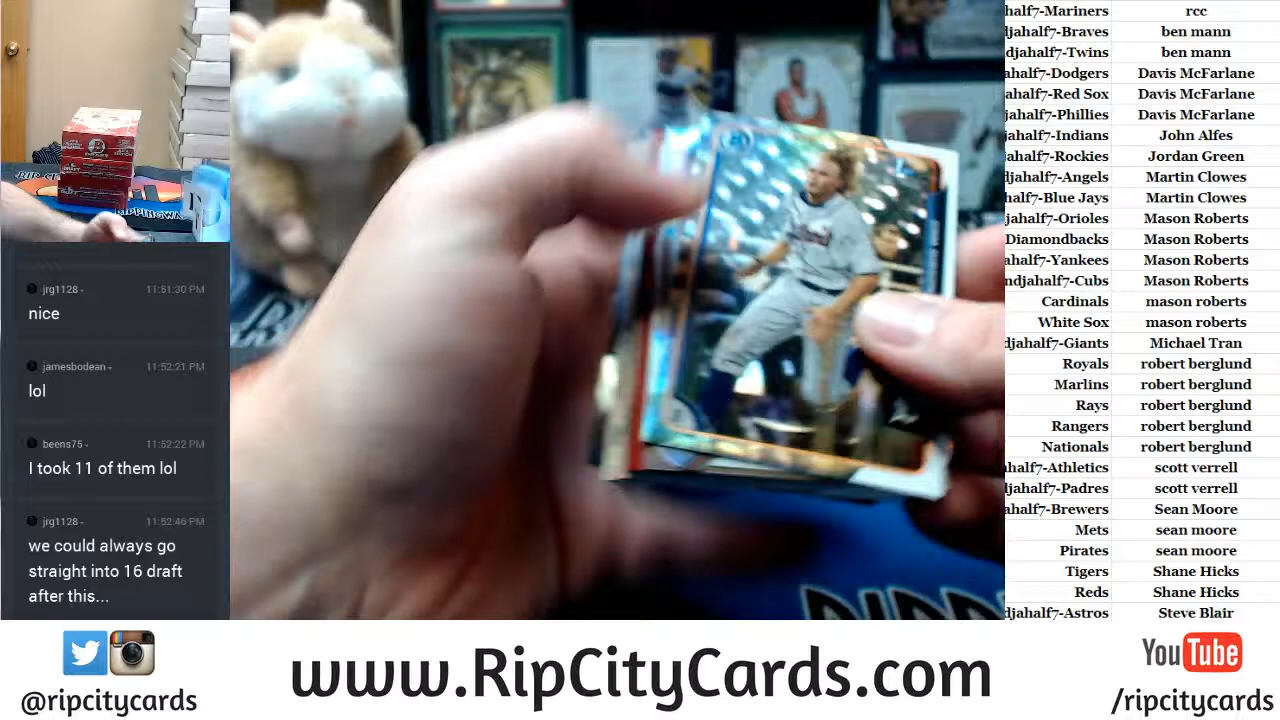 jrg1128
11:51:30 PM
nice
jamesbodean
11:52:21 PM
lol
beens75
11:52:22 PM
I took 11 of them lol
jrg1128
11:52:46 PM
we could always go
straight into 16 draft
after this...
half7-Mariners rcc
djahalf7-Braves ben mann
djahalf7-Twins ben mann
ahalf7-Dodgers Davis McFarlane
half7-Red Sox Davis McFarlane
ahalf7-Phillies Davis McFarlane
jahalf7-Indians John Alfes
ahalf7-Rockies Jordan Green
djahalf7-Angels Martin Clowes
half7-Blue Jays Martin Clowes
jahalf7-Orioles Mason Roberts
Diamondbacks Mason Roberts
ahalf7-Yankees Mason Roberts
ndjahalf7-Cubs Mason Roberts
Cardinals mason roberts
White Sox mason roberts
djahalf7-Giants Michael Tran
Royals robert berglund
Marlins robert berglund
Rays robert berglund
Rangers robert berglund
Nationals robert berglund
half7-Athletics scott verrell
jahalf7-Padres scott verrell
half7-Brewers Sean Moore
Mets sean moore
Pirates sean moore
Tigers Shane Hicks
Reds Shane Hicks
djahalf7-Astros Steve Blair
@ripcitycards
www.RipCityCards.com
YouTube
/ripcitycards